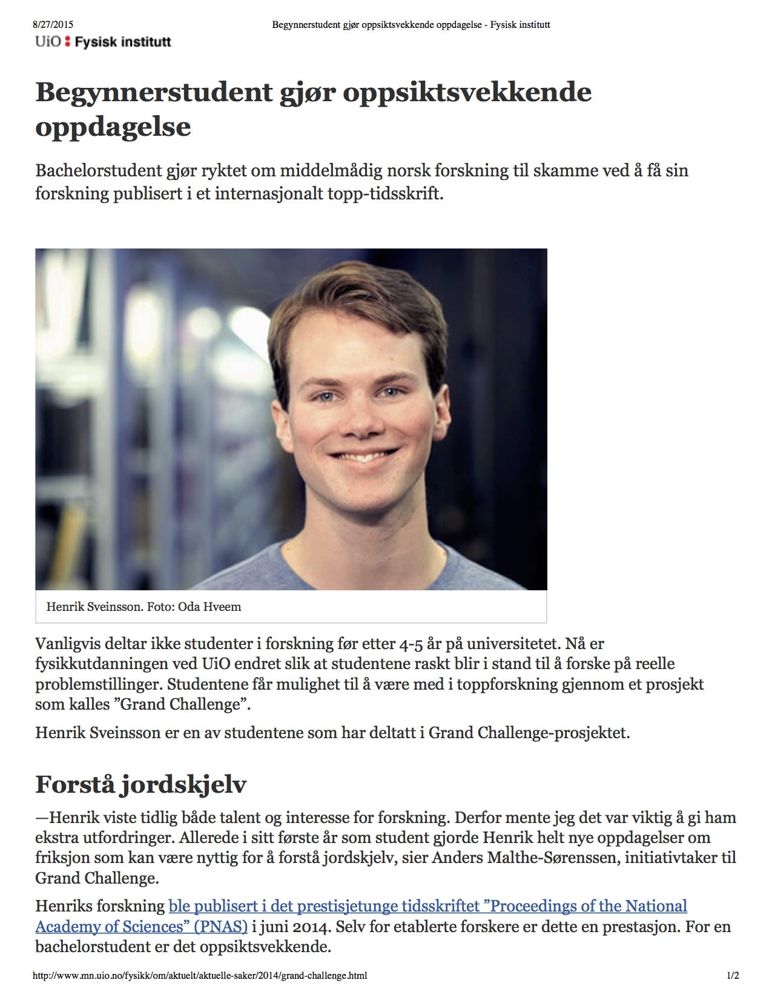 8/27/2015 Begynnerstudent gjør oppsiktsvekkende oppdagelse - Fysisk institutt
UiO : Fysisk institutt
Begynnerstudent gjør oppsiktsvekkende
oppdagelse
Bachelorstudent gjør ryktet om middelmådig norsk forskning til skamme ved å få sin
forskning publisert i et internasjonalt topp-tidsskrift.
Henrik Sveinsson. Foto: Oda Hveem
Vanligvis deltar ikke studenter i forskning før etter 4-5 år på universitetet. Nå er
fysikkutdanningen ved UiO endret slik at studentene raskt blir i stand til å forske på reelle
problemstillinger. Studentene får mulighet til å være med i toppforskning gjennom et prosjekt
som kalles ”Grand Challenge”.
Henrik Sveinsson er en av studentene som har deltatt i Grand Challenge-prosjektet.
Forstå jordskjelv
—Henrik viste tidlig både talent og interesse for forskning. Derfor mente jeg det var viktig å gi ham
ekstra utfordringer. Allerede i sitt første år som student gjorde Henrik helt nye oppdagelser om
friksjon som kan være nyttig for å forstå jordskjelv, sier Anders Malthe-Sørenssen, initiativtaker til
Grand Challenge.
Henriks forskning ble publisert i det prestisjetunge tidsskriftet ”Proceedings of the National
Academy of Sciences” (PNAS) i juni 2014. Selv for etablerte forskere er dette en prestasjon. For en
bachelorstudent er det oppsiktsvekkende.
http://www.mn.uio.no/fysikk/om/aktuelt/aktuelle-saker/2014/grand-challenge.html 1/2